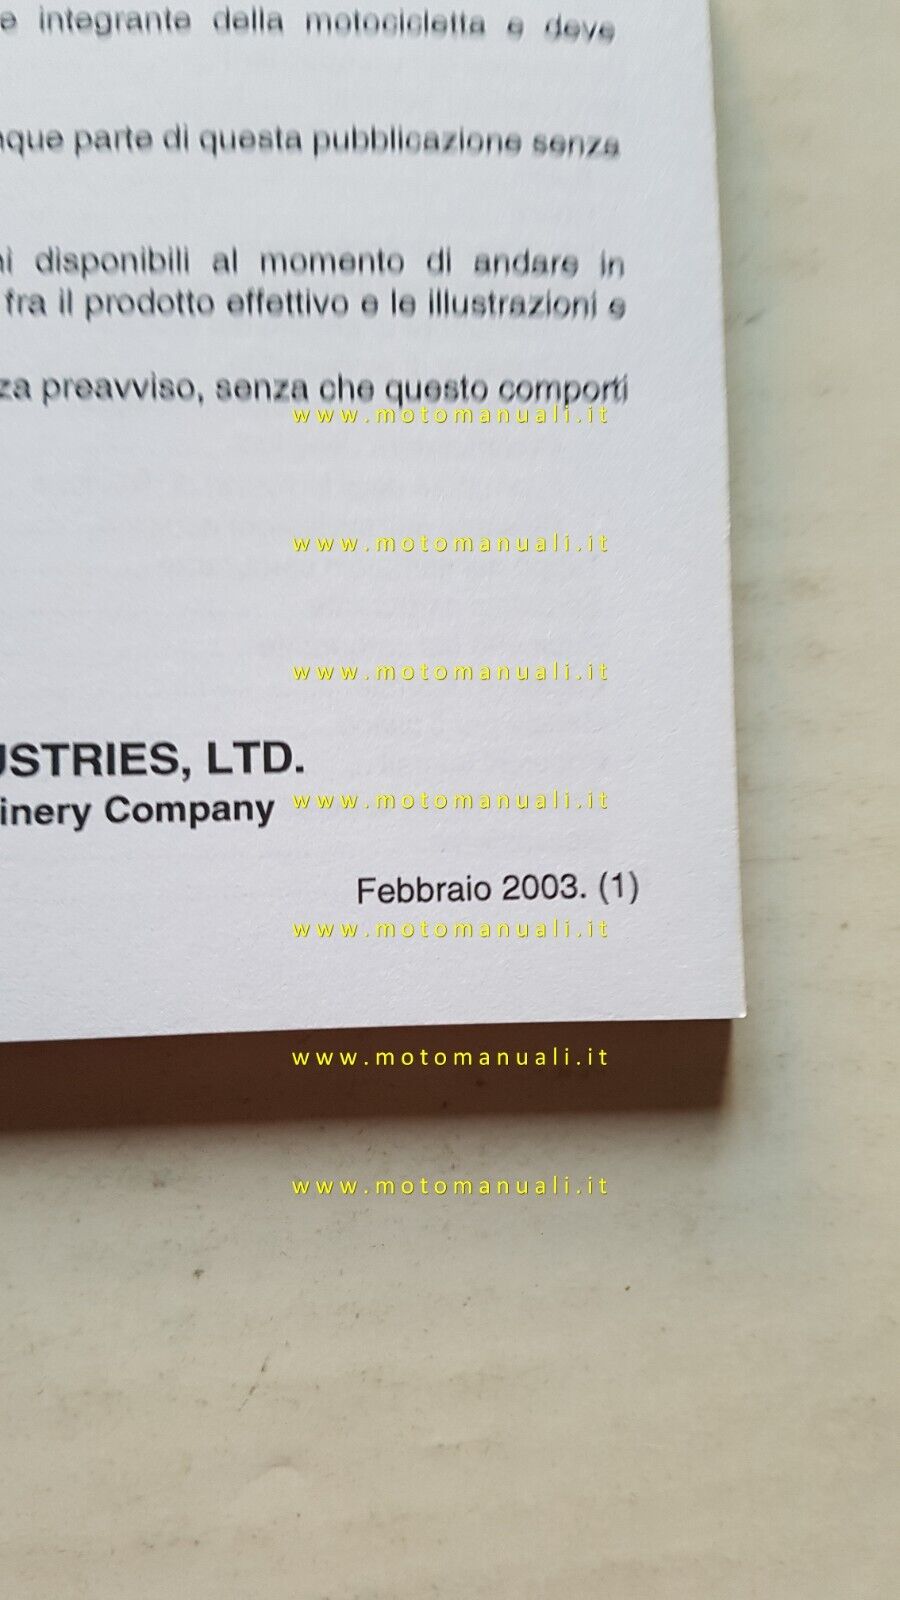 e integrante della motocicletta e deve
nque parte di questa pubblicazione senza
ni disponibili al momento di andare in
fra il prodotto effettivo e le illustrazioni e
za preavviso, senza che questo comporti
www.motomanuali.it
www.motomanuali.it
www.motomanuali.it
USTRIES, LTD.
inery Company
www.motomanuali.it
Febbraio 2003. (1)
www.motomanuali.it
www.motomanuali.it
www.motomanuali.it